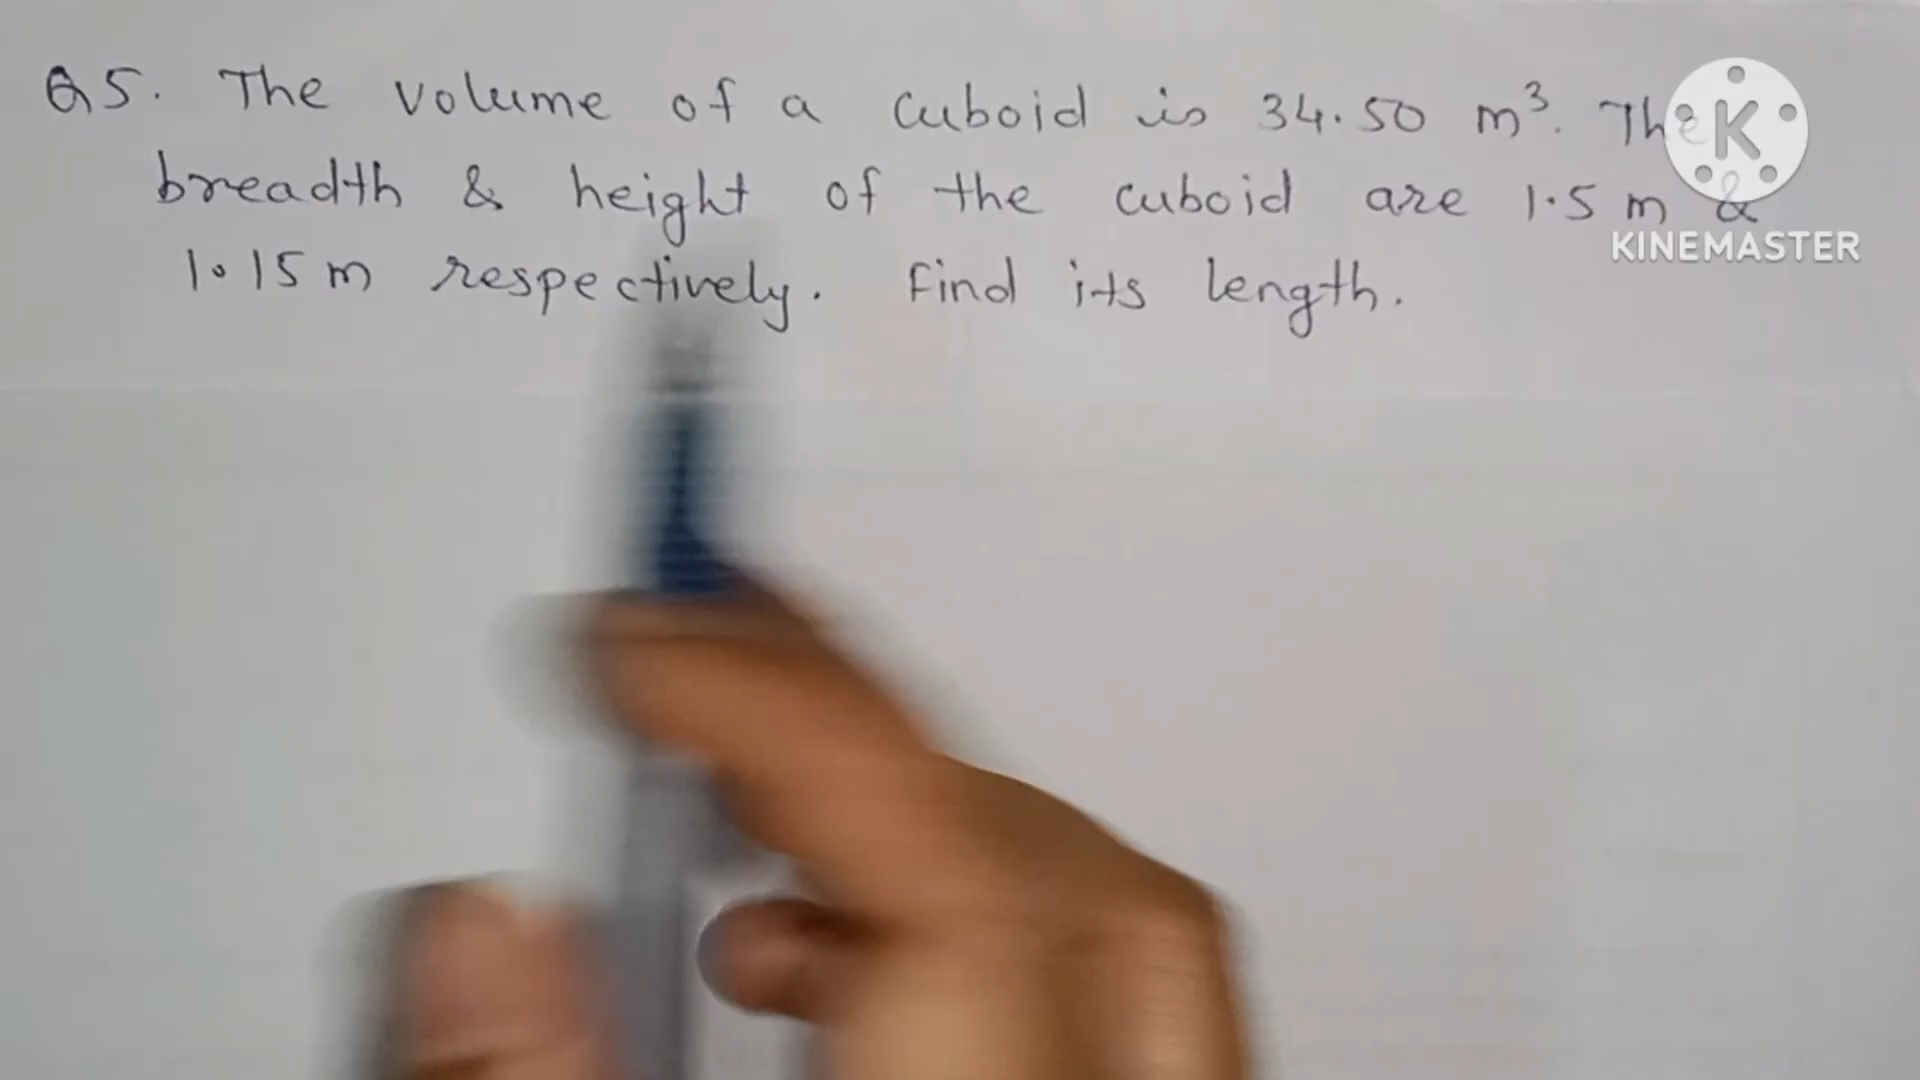 Q5. The volume of a cuboid is 34.50 m³. The
breadth & height of the cuboid are 1.5 m &
1.15 m respectively. Find its length.
K
KINEMASTER